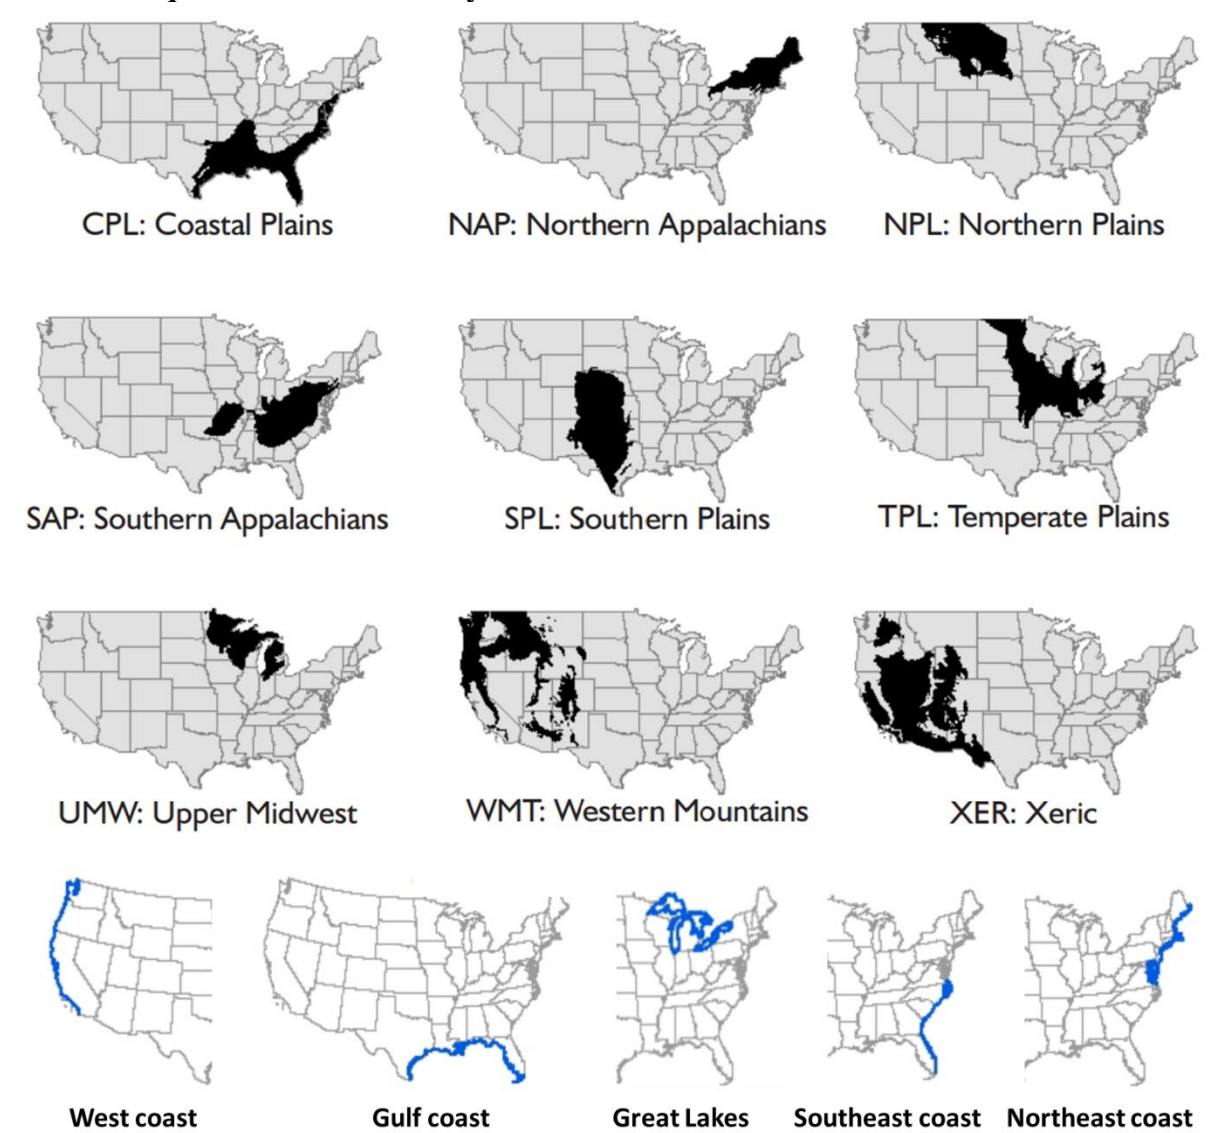 CPL: Coastal Plains
NAP: Northern Appalachians
NPL: Northern Plains
SAP: Southern Appalachians
SPL: Southern Plains
TPL: Temperate Plains
UMW: Upper Midwest
WMT: Western Mountains
XER: Xeric
West coast
Gulf coast
Great Lakes
Southeast coast
Northeast coast